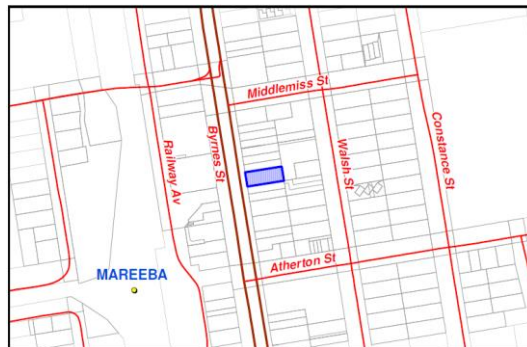 Middlemiss St
Railway Av
Byrnes St
Walsh St
Constance St
Atherton St
MAREEBA